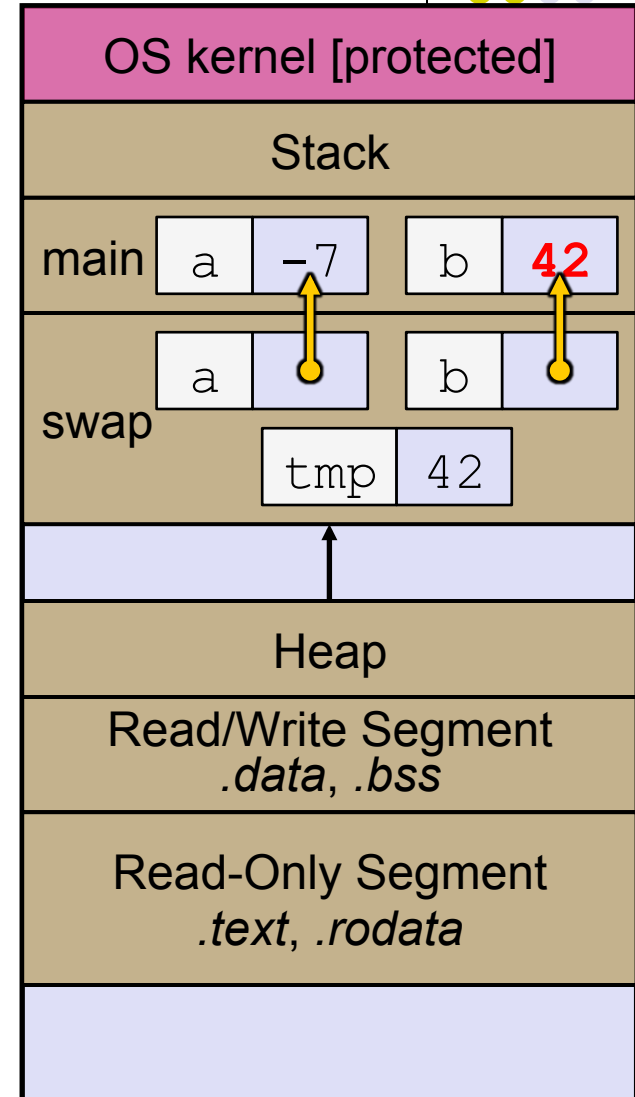 OS kernel [protected]
Stack
main a -7 b 42
a b
swap
tmp 42
Heap
Read/Write Segment
.data, .bss
Read-Only Segment
.text, .rodata